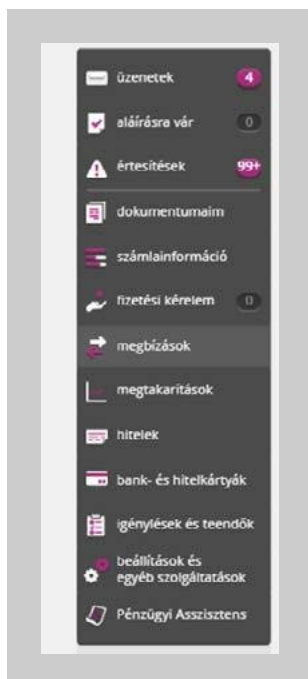 üzenetek 4
aláírásra vár 0
értesítések 99+
dokumentumaim
számlainformáció
fizetési kérelem 0
megbízások
megtakarítások
hitelek
bank- és hitelkártyák
igénylések és teendők
beállítások és
egyéb szolgáltatások
Pénzügyi Asszisztens